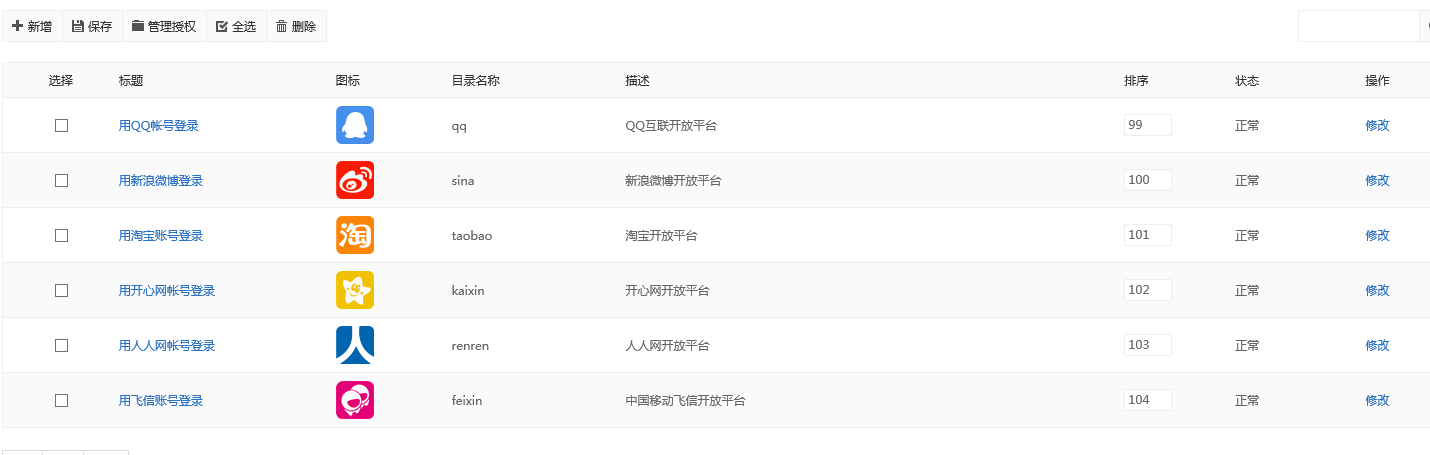 新增 保存 管理授权 全选 删除
选择 标题 图标 目录名称 描述 排序 状态 操作
用QQ帐号登录 qq QQ互联开放平台 99 正常 修改
用新浪微博登录 sina 新浪微博开放平台 100 正常 修改
用淘宝账号登录 淘 taobao 淘宝开放平台 101 正常 修改
用开心网帐号登录 kaixin 开心网开放平台 102 正常 修改
用人人网帐号登录 人 renren 人人网开放平台 103 正常 修改
用飞信账号登录 feixin 中国移动飞信开放平台 104 正常 修改